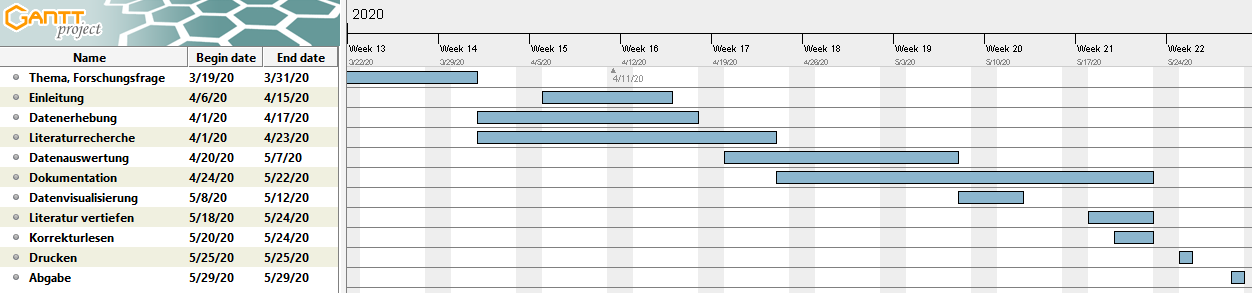 GANTT project
2020
Week 13 Week 14 Week 15 Week 16 Week 17 Week 18 Week 19 Week 20 Week 21 Week 22
Name Begin date End date
3/22/20 3/29/20 4/5/20 4/12/20 4/19/20 4/26/20 5/3/20 5/10/20 5/17/20 5/24/20
Thema, Forschungsfrage 3/19/20 3/31/20
4/11/20
Einleitung 4/6/20 4/15/20
Datenerhebung 4/1/20 4/17/20
Literaturrecherche 4/1/20 4/23/20
Datenauswertung 4/20/20 5/7/20
Dokumentation 4/24/20 5/22/20
Datenvisualisierung 5/8/20 5/12/20
Literatur vertiefen 5/18/20 5/24/20
Korrekturlesen 5/20/20 5/24/20
Drucken 5/25/20 5/25/20
Abgabe 5/29/20 5/29/20